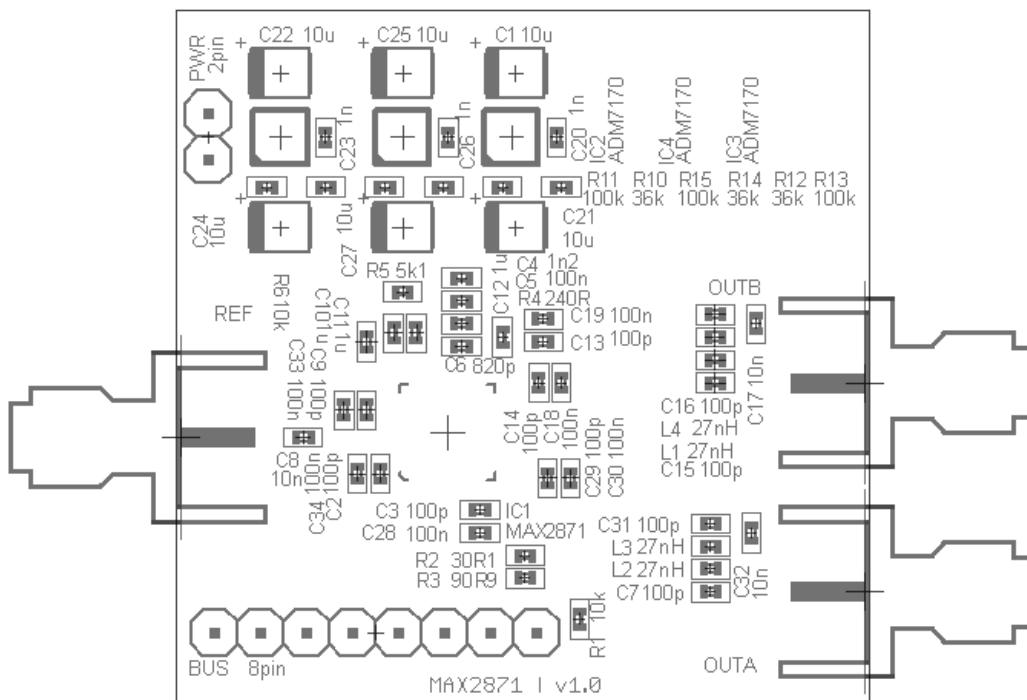 C22 10u
C25 10u
C1 10u
PWR
2pin
1n
C23
1n
C26
1n
C20
IC2
ADM7170
IC4
ADM7170
IC3
ADM7170
R11 R10 R15 R14 R12 R13
100k 36k 100k 36k 36k 100k
C24
10u
10u
C27
C21
10u
R5 5k1
C12 1u
C4 1n2
C5 100n
R4 240R
C19 100n
C13 100p
R6 10k
C10 1u
C11 1u
REF
C33
100n
C9
100p
C6 820p
OUTB
C17 10n
C16 100p
L4 27nH
L1 27nH
C15 100p
C14
100p
C18
100n
C29 100p
C30 100n
C8
10n
C34 100n
C2 100p
C3 100p
C28 100n
IC1
MAX2871
R2 30R1
R3 90R9
C31 100p
L3 27nH
L2 27nH
C7 100p
C32
10n
R1 10k
BUS 8pin
OUTA
MAX2871 | v1.0